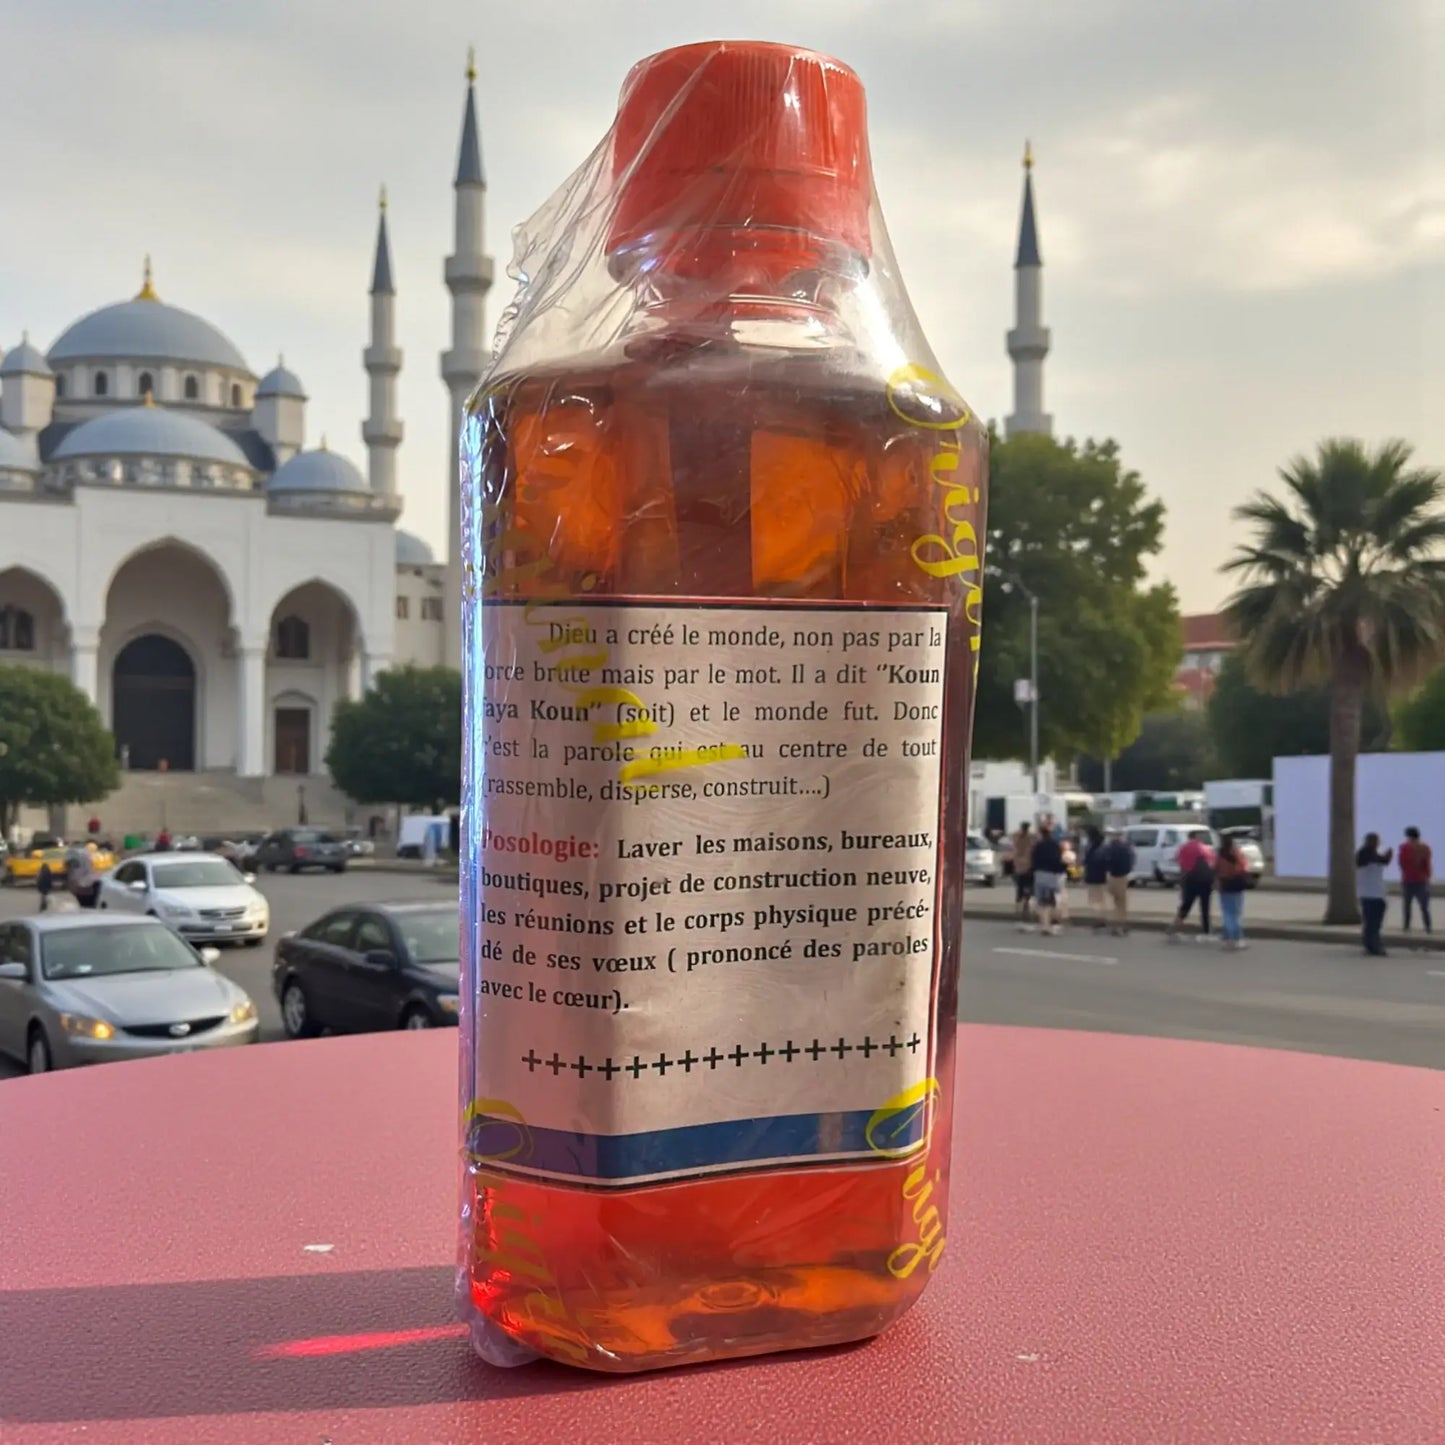 Dieu a créé le monde, non pas par la
force brute mais par le mot. Il a dit "Koun
faya Koun" (soit) et le monde fut. Donc
c'est la parole qui est au centre de tout
(rassemble, disperse, construit....)
Posologie: Laver les maisons, bureaux,
boutiques, projet de construction neuve,
les réunions et le corps physique précé-
dé de ses vœux ( prononcé des paroles
avec le cœur).
++++++++++++++++